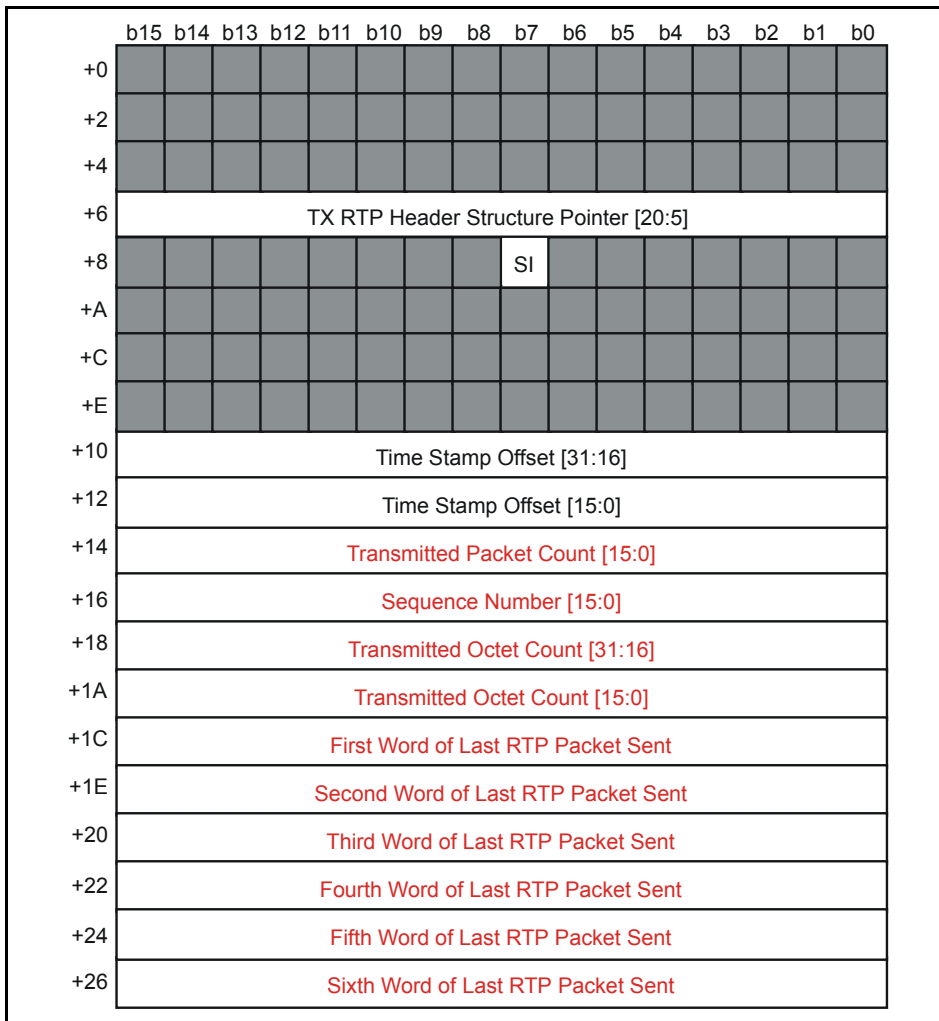 b15 b14 b13 b12 b11 b10 b9 b8 b7 b6 b5 b4 b3 b2 b1 b0
+0
+2
+4
+6 TX RTP Header Structure Pointer [20:5]
+8 SI
+A
+C
+E
+10 Time Stamp Offset [31:16]
+12 Time Stamp Offset [15:0]
+14 Transmitted Packet Count [15:0]
+16 Sequence Number [15:0]
+18 Transmitted Octet Count [31:16]
+1A Transmitted Octet Count [15:0]
+1C First Word of Last RTP Packet Sent
+1E Second Word of Last RTP Packet Sent
+20 Third Word of Last RTP Packet Sent
+22 Fourth Word of Last RTP Packet Sent
+24 Fifth Word of Last RTP Packet Sent
+26 Sixth Word of Last RTP Packet Sent